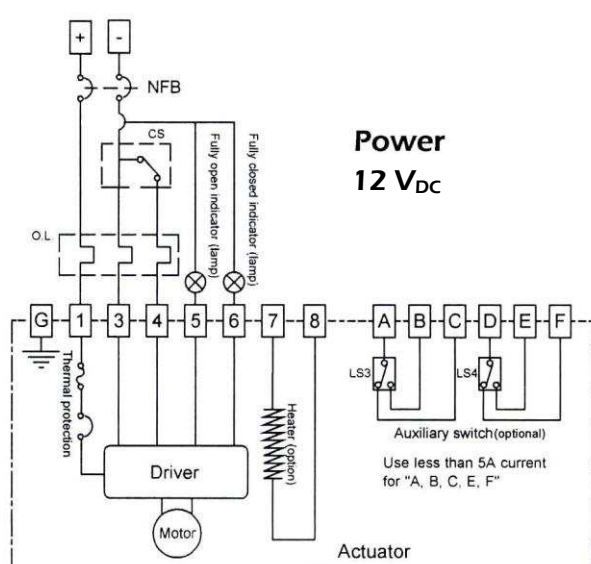 + -
NFB
CS
Fully open indicator (lamp)
Fully closed indicator (lamp)
Power
12 VDC
O.L.
G 1 3 4 5 6 7 8 A B C D E F
Thermal protection
Heater (option)
LS3
LS4
Auxiliary switch(optional)
Driver
Use less than 5A current
for "A, B, C, E, F"
Motor
Actuator